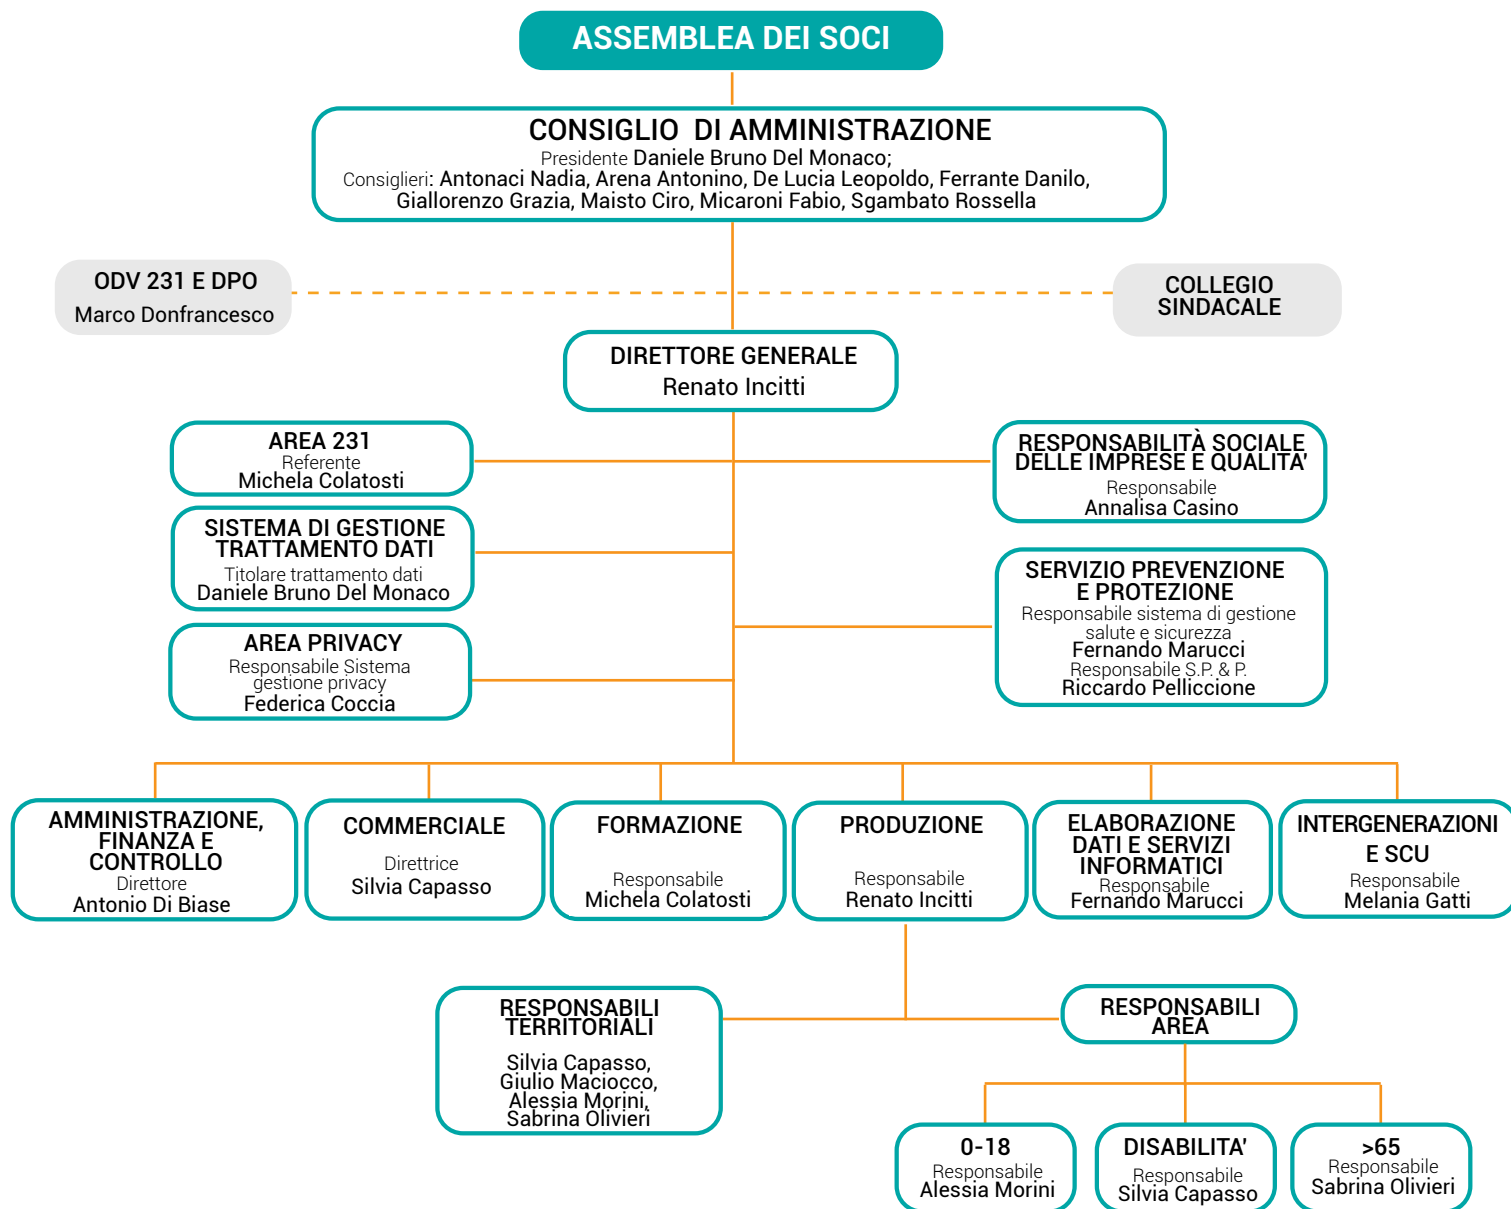 ASSEMBLEA DEI SOCI
CONSIGLIO DI AMMINISTRAZIONE
Presidente Daniele Bruno Del Monaco;
Consiglieri: Antonaci Nadia, Arena Antonino, De Lucia Leopoldo, Ferrante Danilo,
Giallorenzo Grazia, Maisto Ciro, Micaroni Fabio, Sgambato Rossella
ODV 231 E DPO
Marco Donfrancesco
COLLEGIO
SINDACALE
DIRETTORE GENERALE
Renato Incitti
AREA 231
Referente
Michela Colatosti
RESPONSABILITÀ SOCIALE
DELLE IMPRESE E QUALITA'
Responsabile
Annalisa Casino
SISTEMA DI GESTIONE
TRATTAMENTO DATI
Titolare trattamento dati
Daniele Bruno Del Monaco
SERVIZIO PREVENZIONE
E PROTEZIONE
Responsabile sistema di gestione
salute e sicurezza
Fernando Marucci
Responsabile S.P. & P.
Riccardo Pelliccione
AREA PRIVACY
Responsabile Sistema
gestione privacy
Federica Coccia
AMMINISTRAZIONE,
FINANZA E
CONTROLLO
Direttore
Antonio Di Biase
COMMERCIALE
Direttrice
Silvia Capasso
FORMAZIONE
Responsabile
Michela Colatosti
PRODUZIONE
Responsabile
Renato Incitti
ELABORAZIONE
DATI E SERVIZI
INFORMATICI
Responsabile
Fernando Marucci
INTERGENERAZIONI
E SCU
Responsabile
Melania Gatti
RESPONSABILI
TERRITORIALI
Silvia Capasso,
Giulio Maciocco,
Alessia Morini,
Sabrina Olivieri
RESPONSABILI
AREA
0-18
Responsabile
Alessia Morini
DISABILITA'
Responsabile
Silvia Capasso
>65
Responsabile
Sabrina Olivieri